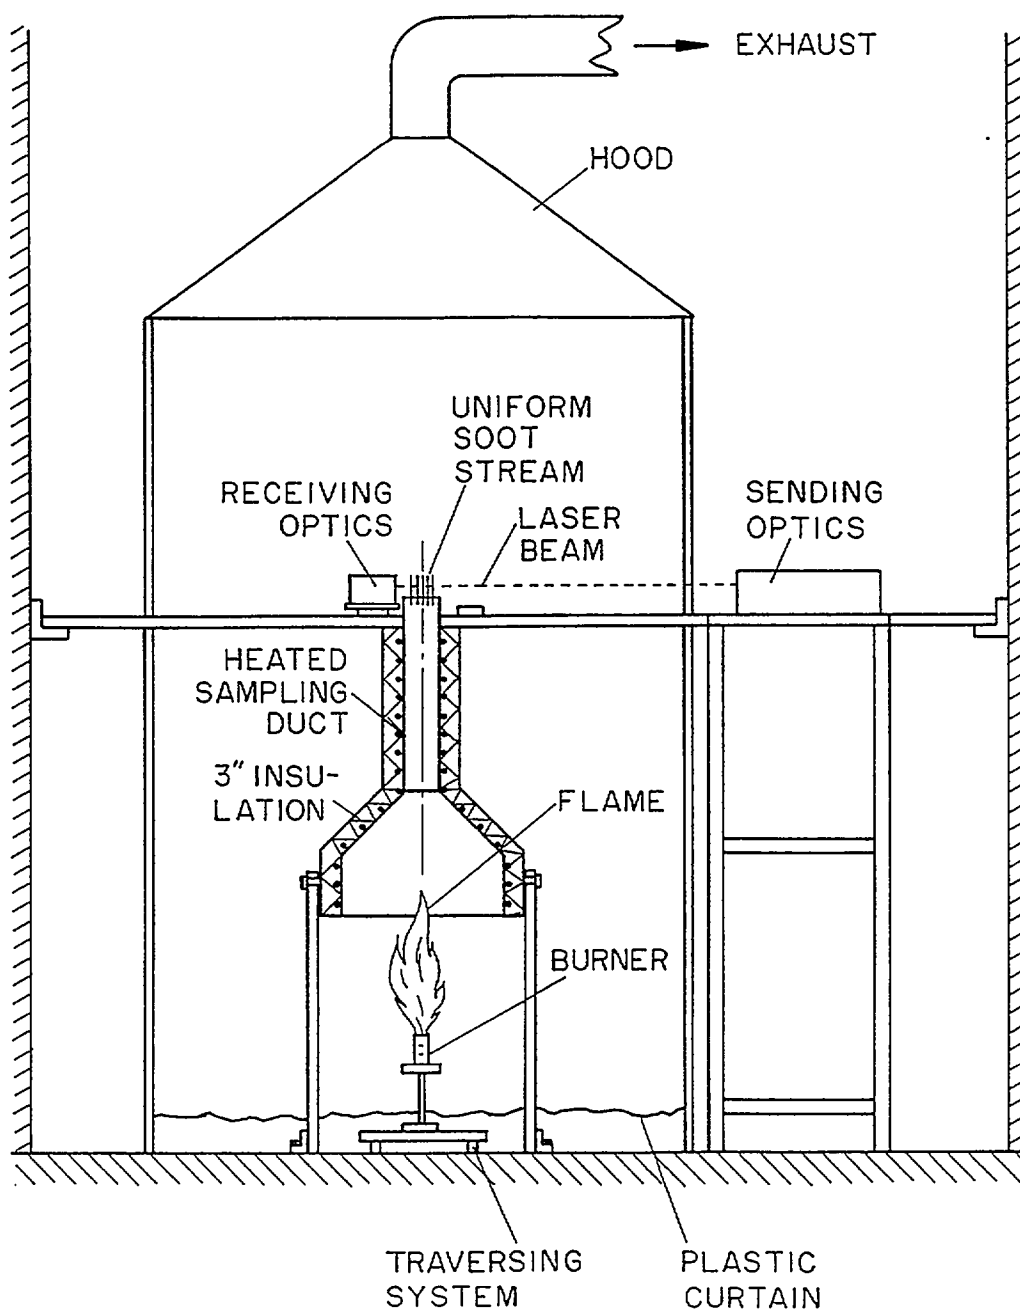 EXHAUST
HOOD
UNIFORM
SOOT
STREAM
RECEIVING
OPTICS
LASER
BEAM
SENDING
OPTICS
HEATED
SAMPLING
DUCT
3" INSU-
LATION
FLAME
BURNER
TRAVERSING
SYSTEM
PLASTIC
CURTAIN